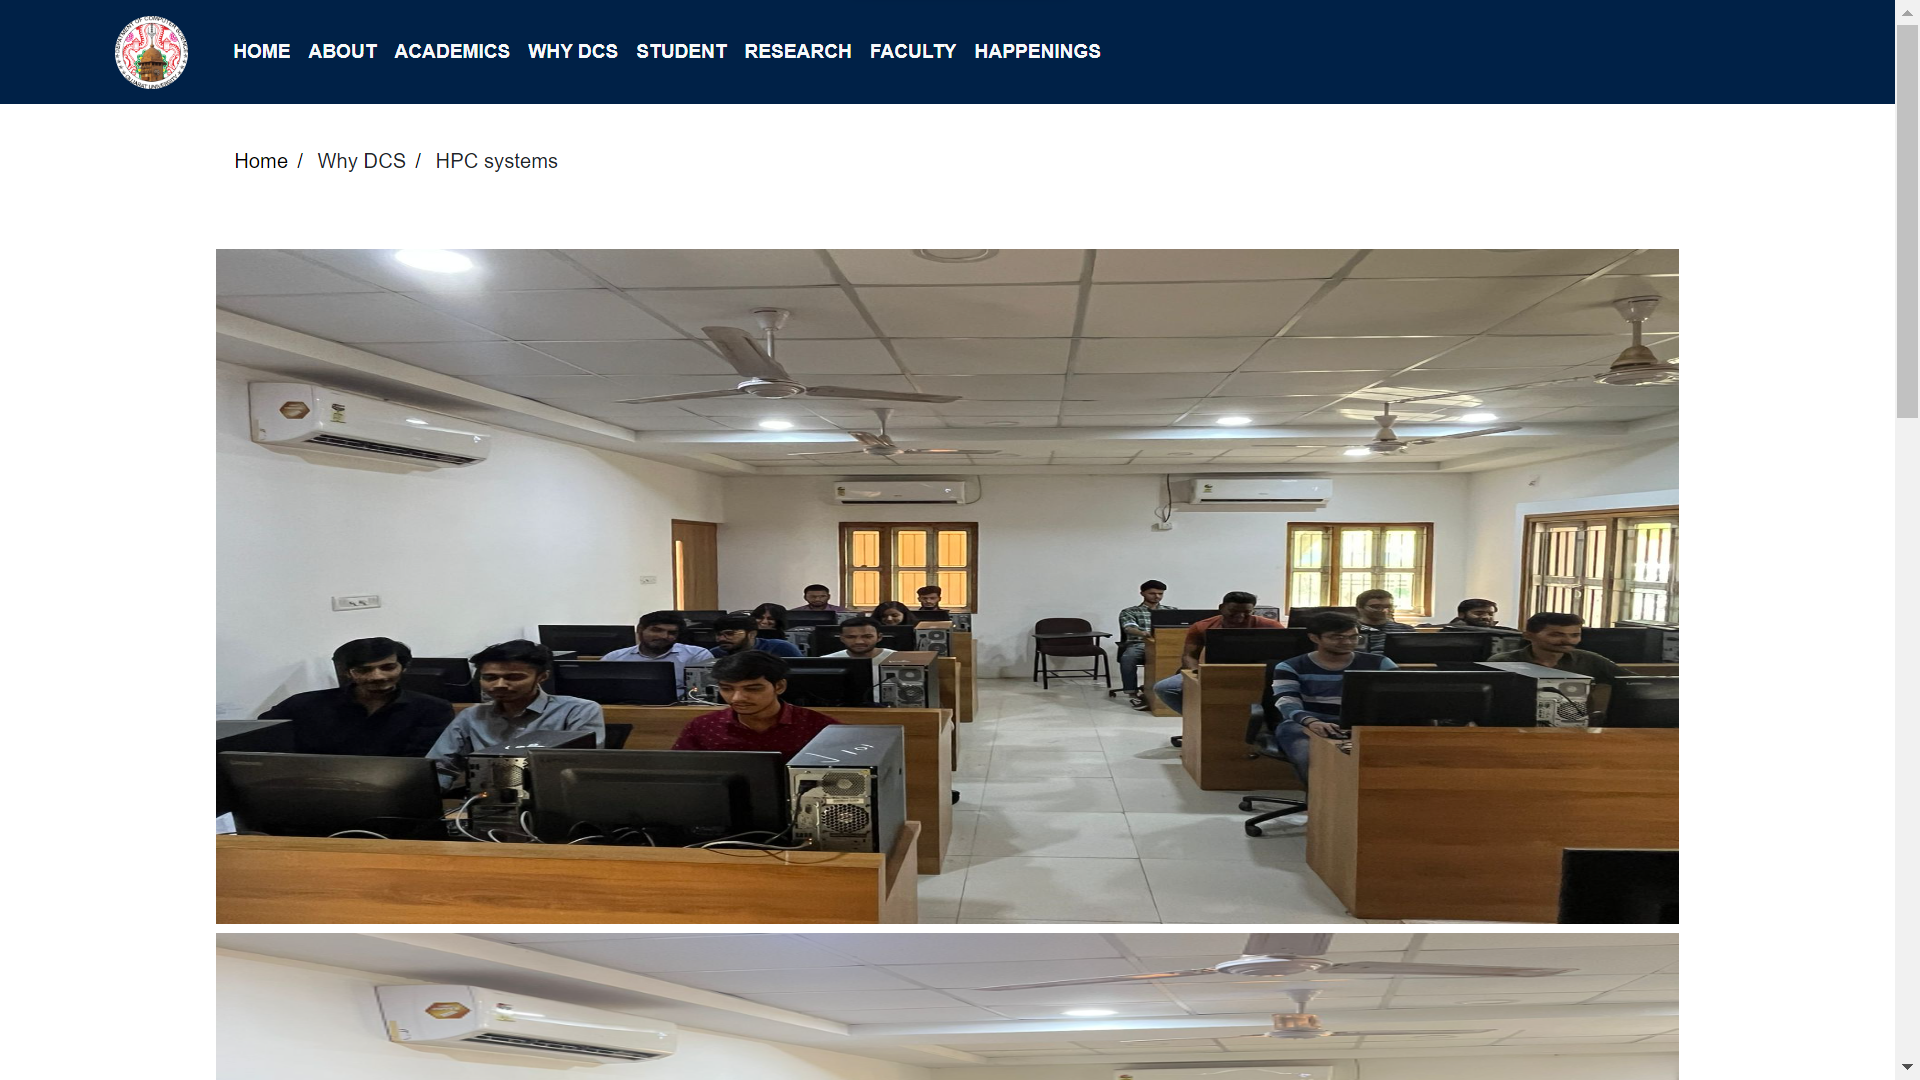 HOME ABOUT ACADEMICS WHY DCS STUDENT RESEARCH FACULTY HAPPENINGS
Home / Why DCS / HPC systems